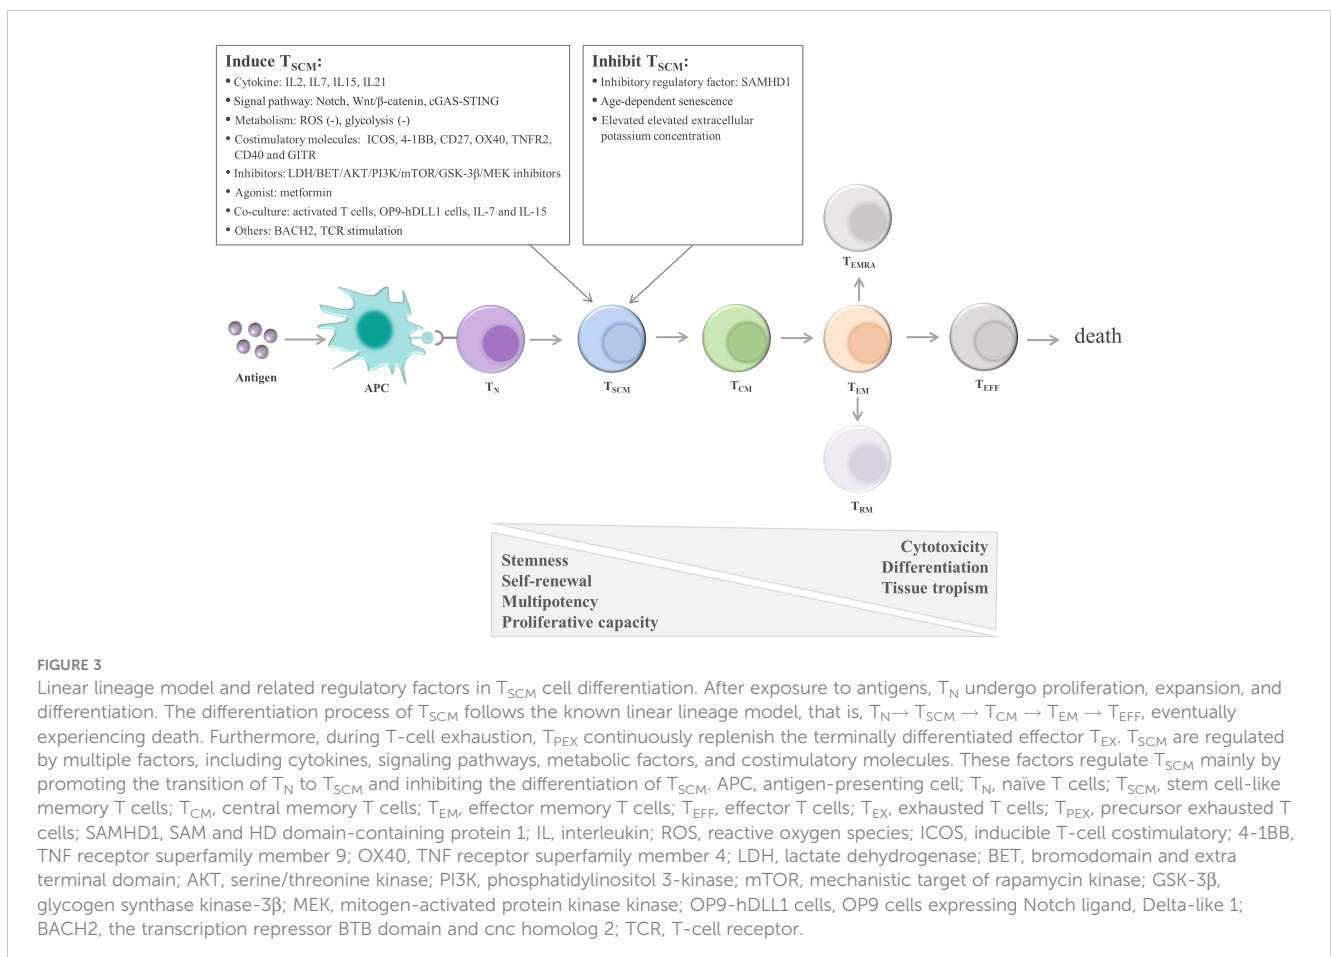 Induce TSCM:
• Cytokine: IL2, IL7, IL15, IL21
• Signal pathway: Notch, Wnt/β-catenin, cGAS-STING
• Metabolism: ROS (-), glycolysis (-)
• Costimulatory molecules: ICOS, 4-1BB, CD27, OX40, TNFR2,
CD40 and GITR
• Inhibitors: LDH/BET/AKT/PI3K/mTOR/GSK-3β/MEK inhibitors
• Agonist: metformin
• Co-culture: activated T cells, OP9-hDLL1 cells, IL-7 and IL-15
• Others: BACH2, TCR stimulation
Inhibit TSCM:
• Inhibitory regulatory factor: SAMHD1
• Age-dependent senescence
• Elevated elevated extracellular
potassium concentration
TEMRA
Antigen
APC
TN
TSCM
TCM
TEM
TEFF
death
TRM
Stemness
Self-renewal
Multipotency
Proliferative capacity
Cytotoxicity
Differentiation
Tissue tropism
FIGURE 3
Linear lineage model and related regulatory factors in TSCM cell differentiation. After exposure to antigens, TN undergo proliferation, expansion, and
differentiation. The differentiation process of TSCM follows the known linear lineage model, that is, TN→ TSCM → TCM → TEM → TEFF, eventually
experiencing death. Furthermore, during T-cell exhaustion, TPEX continuously replenish the terminally differentiated effector TEX. TSCM are regulated
by multiple factors, including cytokines, signaling pathways, metabolic factors, and costimulatory molecules. These factors regulate TSCM mainly by
promoting the transition of TN to TSCM and inhibiting the differentiation of TSCM. APC, antigen-presenting cell; TN, naïve T cells; TSCM, stem cell-like
memory T cells; TCM, central memory T cells; TEM, effector memory T cells; TEFF, effector T cells; TEX, exhausted T cells; TPEX, precursor exhausted T
cells; SAMHD1, SAM and HD domain-containing protein 1; IL, interleukin; ROS, reactive oxygen species; ICOS, inducible T-cell costimulatory; 4-1BB,
TNF receptor superfamily member 9; OX40, TNF receptor superfamily member 4; LDH, lactate dehydrogenase; BET, bromodomain and extra
terminal domain; AKT, serine/threonine kinase; PI3K, phosphatidylinositol 3-kinase; mTOR, mechanistic target of rapamycin kinase; GSK-3β,
glycogen synthase kinase-3β; MEK, mitogen-activated protein kinase kinase; OP9-hDLL1 cells, OP9 cells expressing Notch ligand, Delta-like 1;
BACH2, the transcription repressor BTB domain and cnc homolog 2; TCR, T-cell receptor.